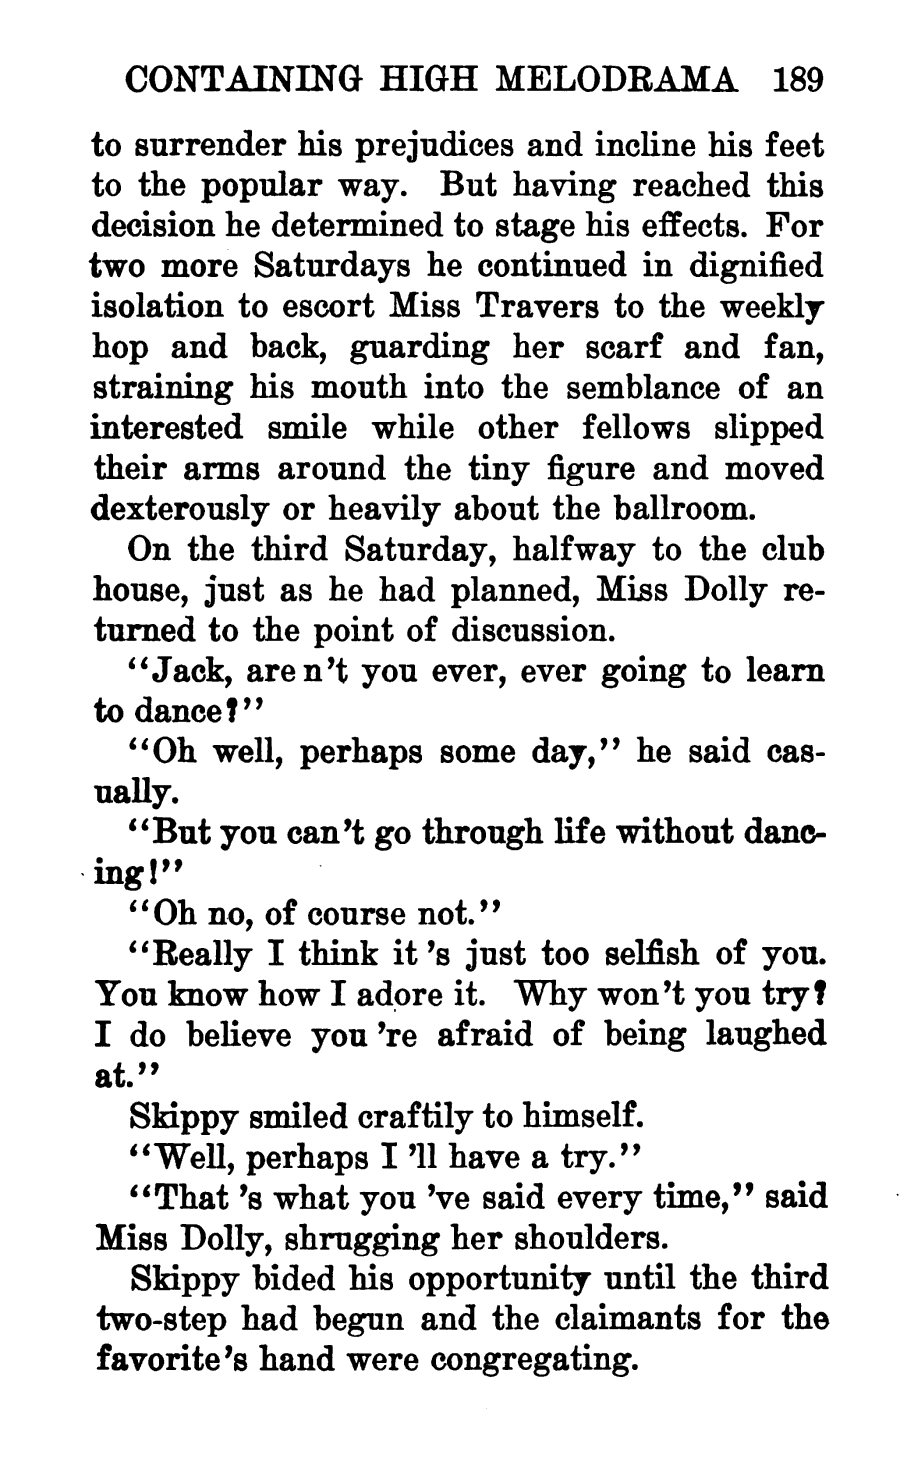 CONTAINING HIGH MELODRAMA 189
to surrender his prejudices and incline his feet
to the popular way. But having reached this
decision he determined to stage his effects. For
two more Saturdays he continued in dignified
isolation to escort Miss Travers to the weekly
hop and back, guarding her scarf and fan,
straining his mouth into the semblance of an
interested smile while other fellows slipped
their arms around the tiny figure and moved
dexterously or heavily about the ballroom.
On the third Saturday, halfway to the club
house, just as he had planned, Miss Dolly re-
turned to the point of discussion.
"Jack, are n't you ever, ever going to learn
to dance?"
"Oh well, perhaps some day," he said cas-
ually.
"But you can't go through life without danc-
ing!"
"Oh no, of course not."
"Really I think it 's just too selfish of you.
You know how I adore it. Why won't you try?
I do believe you 're afraid of being laughed
at."
Skippy smiled craftily to himself.
"Well, perhaps I 'll have a try."
"That 's what you 've said every time," said
Miss Dolly, shrugging her shoulders.
Skippy bided his opportunity until the third
two-step had begun and the claimants for the
favorite's hand were congregating.